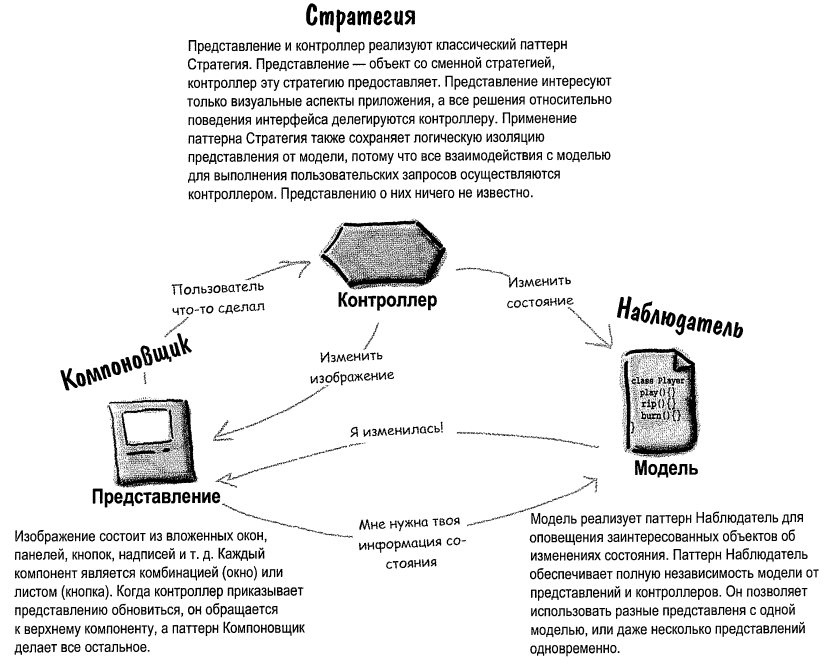 Стратегия
Представление и контроллер реализуют классический паттерн
Стратегия. Представление — объект со сменной стратегией,
контроллер эту стратегию предоставляет. Представление интересуют
только визуальные аспекты приложения, а все решения относительно
поведения интерфейса делегируются контроллеру. Применение
паттерна Стратегия также сохраняет логическую изоляцию
представления от модели, потому что все взаимодействия с моделью
для выполнения пользовательских запросов осуществляются
контроллером. Представлению о них ничего не известно.
Пользователь
что-то сделал
Контроллер
Изменить
состояние
Наблюдатель
Компоновщик
Изменить
изображение
class Player
play(){}
rip(){}
burn(){}
}
Я изменилась!
Модель
Представление
Мне нужна твоя
информация со-
стояния
Изображение состоит из вложенных окон,
панелей, кнопок, надписей и т. д. Каждый
компонент является комбинацией (окно) или
листом (кнопка). Когда контроллер приказывает
представлению обновиться, он обращается
к верхнему компоненту, а паттерн Компоновщик
делает все остальное.
Модель реализует паттерн Наблюдатель для
оповещения заинтересованных объектов об
изменениях состояния. Паттерн Наблюдатель
обеспечивает полную независимость модели от
представлений и контроллеров. Он позволяет
использовать разные представленя с одной
моделью, или даже несколько представлений
одновременно.